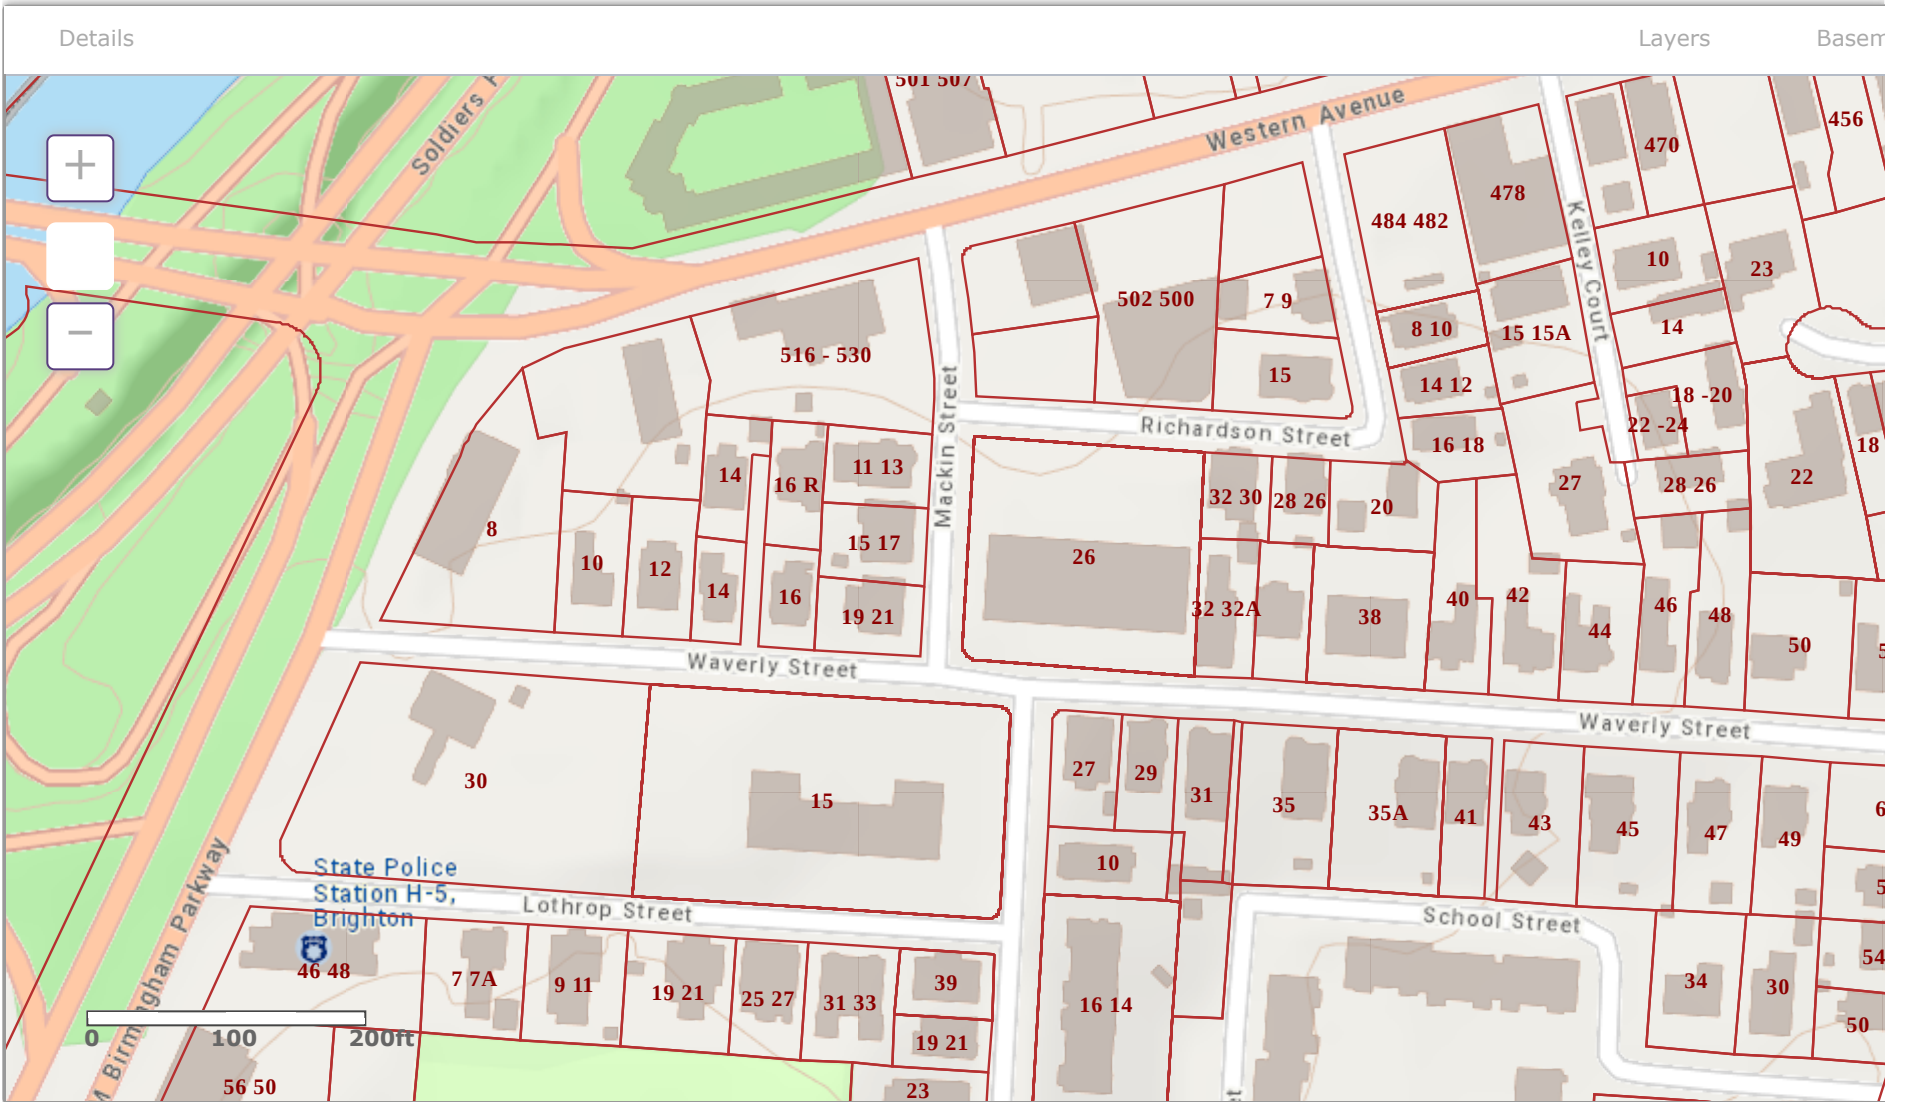 Details
Layers
Basem
+
−
Soldiers F
501 507
Western Avenue
456
470
478
484 482
Kelley Court
10
23
502 500
7 9
8 10
15 15A
14
516 - 530
15
14 12
18 -20
Mackin Street
Richardson Street
16 18
22 -24
18
14
16 R
11 13
32 30
28 26
20
27
28 26
22
8
15 17
26
10
12
14
16
19 21
32 32A
38
40
42
44
46
48
50
5
Waverly Street
Waverly Street
30
15
27
29
31
35
35A
41
43
45
47
49
6
10
5
State Police
Station H-5,
Brighton
Lothrop Street
School Street
46 48
7 7A
9 11
19 21
25 27
31 33
39
16 14
34
30
54
50
19 21
M Birmingham Parkway
0 100 200ft
56 50
23
et